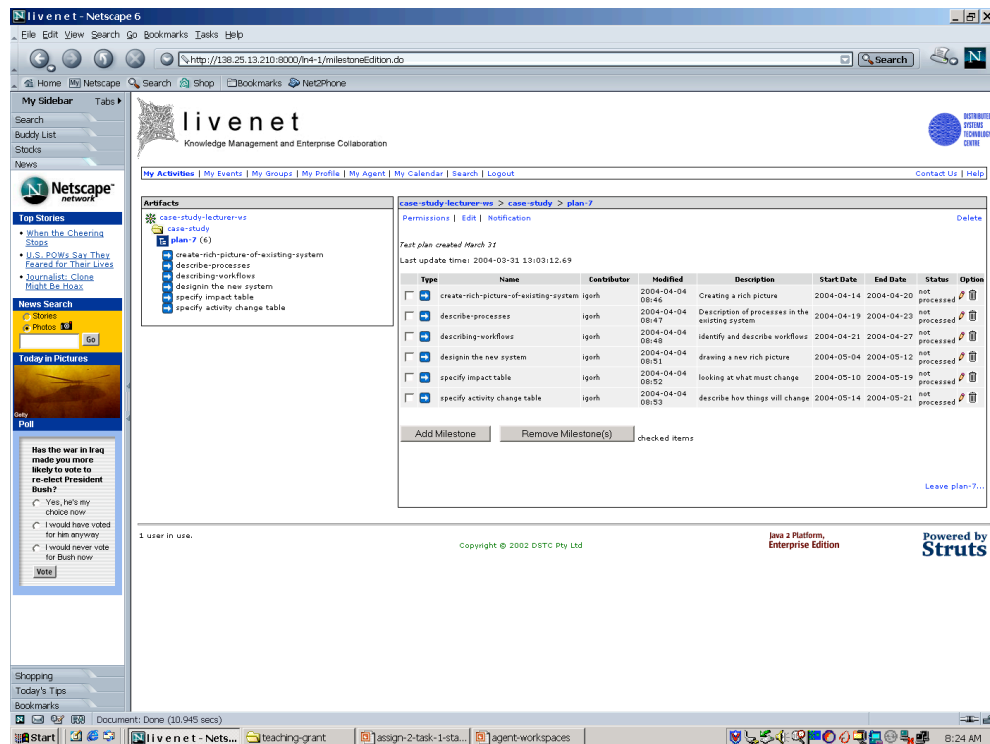 l i v e n e t - Netscape 6
File Edit View Search Go Bookmarks Tasks Help
http://138.25.13.210:8000/ln4-1/milestoneEdition.do
Search
Home My Netscape Search Shop Bookmarks Net2Phone
My Sidebar Tabs
Search
Buddy List
Stocks
News
Netscape
network
Top Stories
When the Cheering
Stops
U.S. POWs Say They
Feared for Their Lives
Journalist: Clone
Might Be Hoax
News Search
Stories
Photos
Go
Today in Pictures
Getty
Poll
Has the war in Iraq
made you more
likely to vote to
re-elect President
Bush?
Yes, he's my
choice now
I would have voted
for him anyway
I would never vote
for Bush now
Vote
Shopping
Today's Tips
Bookmarks
livenet
Knowledge Management and Enterprise Collaboration
DISTRIBUTED
SYSTEMS
TECHNOLOGY
CENTRE
My Activities | My Events | My Groups | My Profile | My Agent | My Calendar | Search | Logout
Contact Us | Help
Artifacts
case-study-lecturer-ws
case-study
plan-7 (6)
create-rich-picture-of-existing-system
describe-processes
describing-workflows
designin the new system
specify impact table
specify activity change table
case-study-lecturer-ws > case-study > plan-7
Permissions | Edit | Notification
Delete
Test plan created March 31
Last update time: 2004-03-31 13:03:12.69
Type Name Contributor Modified Description Start Date End Date Status Option
create-rich-picture-of-existing-system igorh 2004-04-04 08:46 Creating a rich picture 2004-04-14 2004-04-20 not processed
describe-processes igorh 2004-04-04 08:47 Description of processes in the existing system 2004-04-19 2004-04-23 not processed
describing-workflows igorh 2004-04-04 08:48 identify and describe workflows 2004-04-21 2004-04-27 not processed
designin the new system igorh 2004-04-04 08:51 drawing a new rich picture 2004-05-04 2004-05-12 not processed
specify impact table igorh 2004-04-04 08:52 looking at what must change 2004-05-10 2004-05-19 not processed
specify activity change table igorh 2004-04-04 08:53 describe how things will change 2004-05-14 2004-05-21 not processed
Add Milestone Remove Milestone(s) checked items
Leave plan-7...
1 user in use.
Copyright © 2002 DSTC Pty Ltd
Java 2 Platform,
Enterprise Edition
Powered by
Struts
Document: Done (10.945 secs)
Start l i v e n e t - Nets... teaching-grant assign-2-task-1-sta... agent-workspaces 8:24 AM